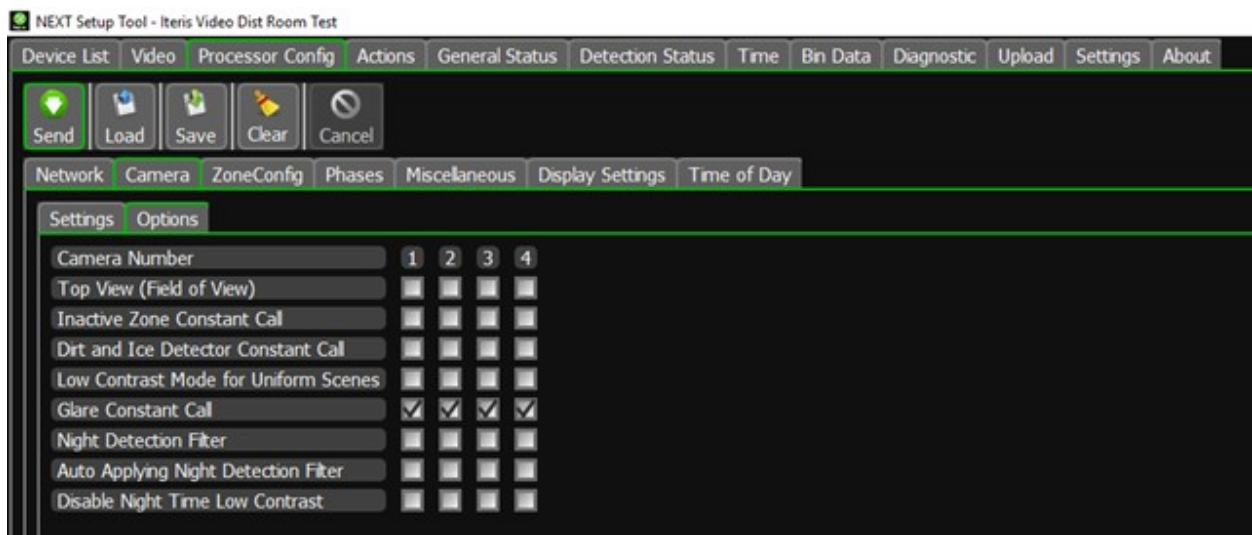 NEXT Setup Tool - Iteris Video Dist Room Test
Device List Video Processor Config Actions General Status Detection Status Time Bin Data Diagnostic Upload Settings About
Send Load Save Clear Cancel
Network Camera ZoneConfig Phases Miscellaneous Display Settings Time of Day
Settings Options
Camera Number 1 2 3 4
Top View (Field of View)
Inactive Zone Constant Call
Dirt and Ice Detector Constant Call
Low Contrast Mode for Uniform Scenes
Glare Constant Call
Night Detection Filter
Auto Applying Night Detection Filter
Disable Night Time Low Contrast